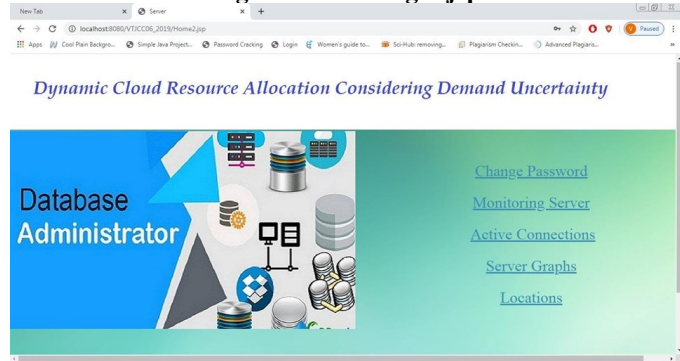 New Tab
Server
localhost:8080/VTJCC06_2019/Home2.jsp
Paused
Apps
Cool Plain Backgro...
Simple Java Project...
Password Cracking
Login
Women's guide to...
Sci-Hub: removing...
Plagiarism Checkin...
Advanced Plagiaris...
Dynamic Cloud Resource Allocation Considering Demand Uncertainty
Database
Administrator
Change Password
Monitoring Server
Active Connections
Server Graphs
Locations